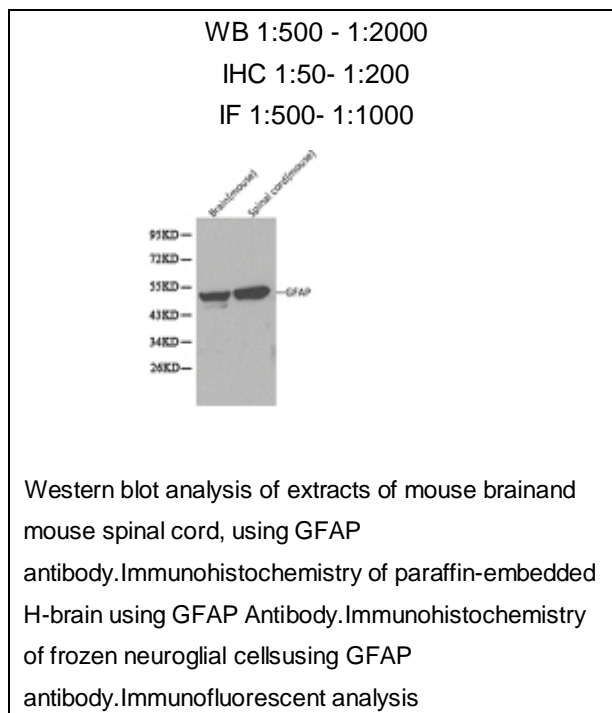 WB 1:500 - 1:2000
IHC 1:50- 1:200
IF 1:500- 1:1000
Brain(mouse)
Spinal cord(mouse)
95KD
72KD
55KD
GFAP
43KD
34KD
26KD
Western blot analysis of extracts of mouse brainand
mouse spinal cord, using GFAP
antibody.Immunohistochemistry of paraffin-embedded
H-brain using GFAP Antibody.Immunohistochemistry
of frozen neuroglial cellsusing GFAP
antibody.Immunofluorescent analysis